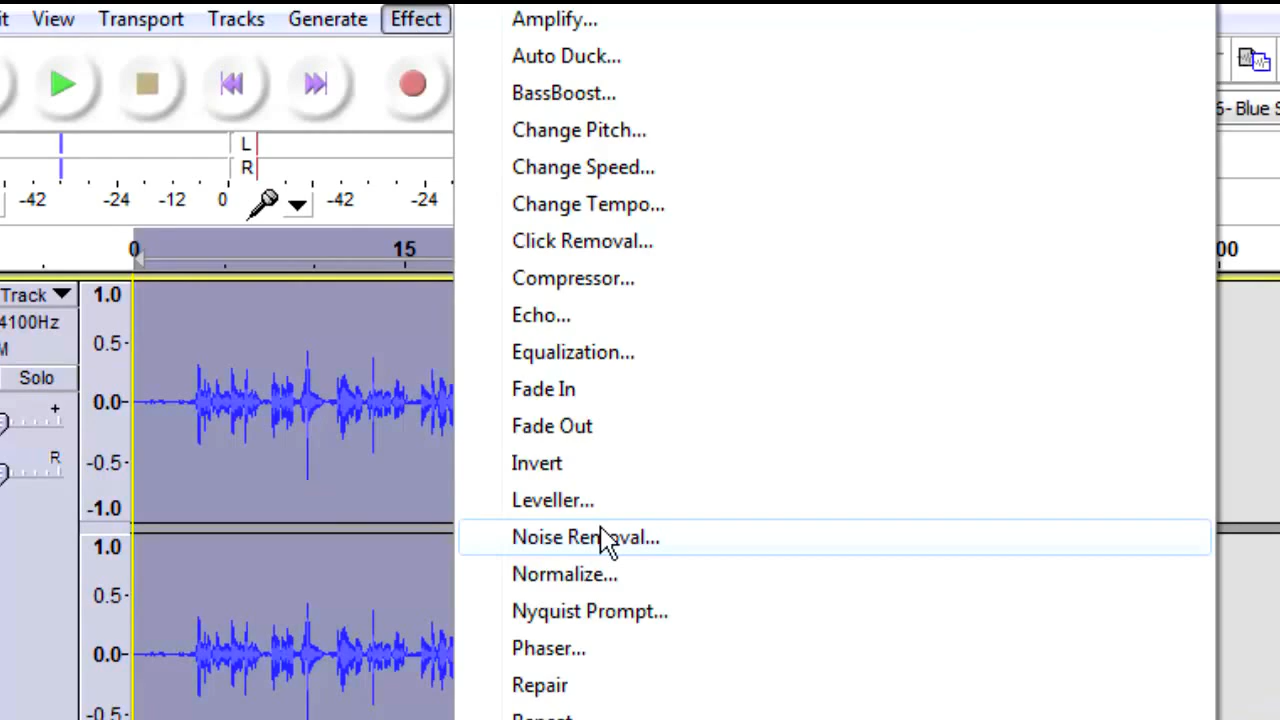 it View Transport Tracks Generate Effect
L
R
-42 -24 -12 0 -42 -24
0 15 00
6- Blue S
Track
4100Hz
M
Solo
+
R
1.0
0.5-
0.0-
-0.5-
-1.0
1.0
0.5-
0.0-
-0.5-
Amplify...
Auto Duck...
BassBoost...
Change Pitch...
Change Speed...
Change Tempo...
Click Removal...
Compressor...
Echo...
Equalization...
Fade In
Fade Out
Invert
Leveller...
Noise Removal...
Normalize...
Nyquist Prompt...
Phaser...
Repair